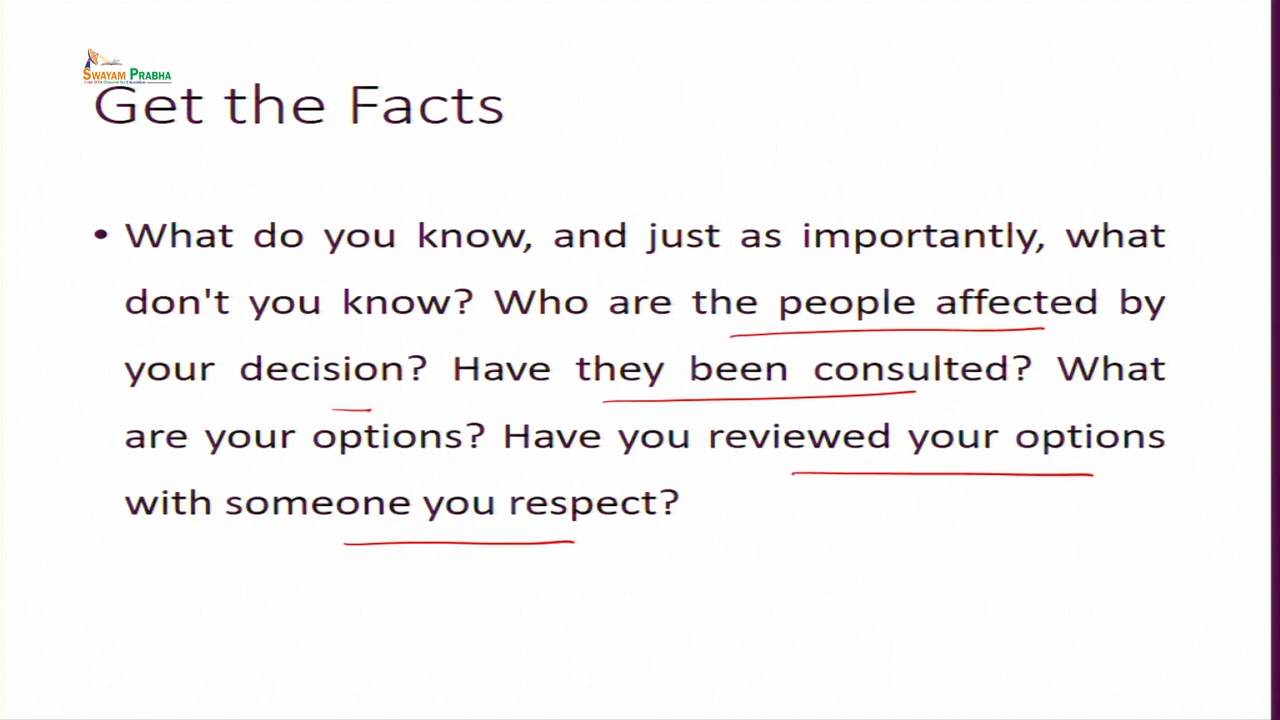 SWAYAM PRABHA
Get the Facts
• What do you know, and just as importantly, what
don't you know? Who are the people affected by
your decision? Have they been consulted? What
are your options? Have you reviewed your options
with someone you respect?